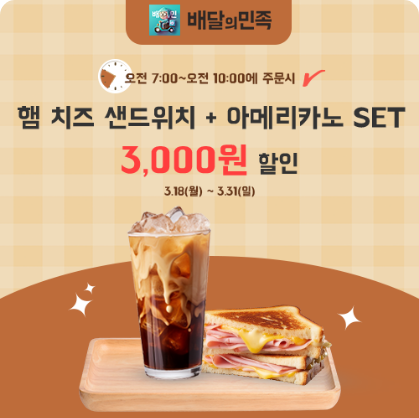 배달의민족
오전 7:00~오전 10:00에 주문시
햄 치즈 샌드위치 + 아메리카노 SET
3,000원 할인
3.18(월) ~ 3.31(일)